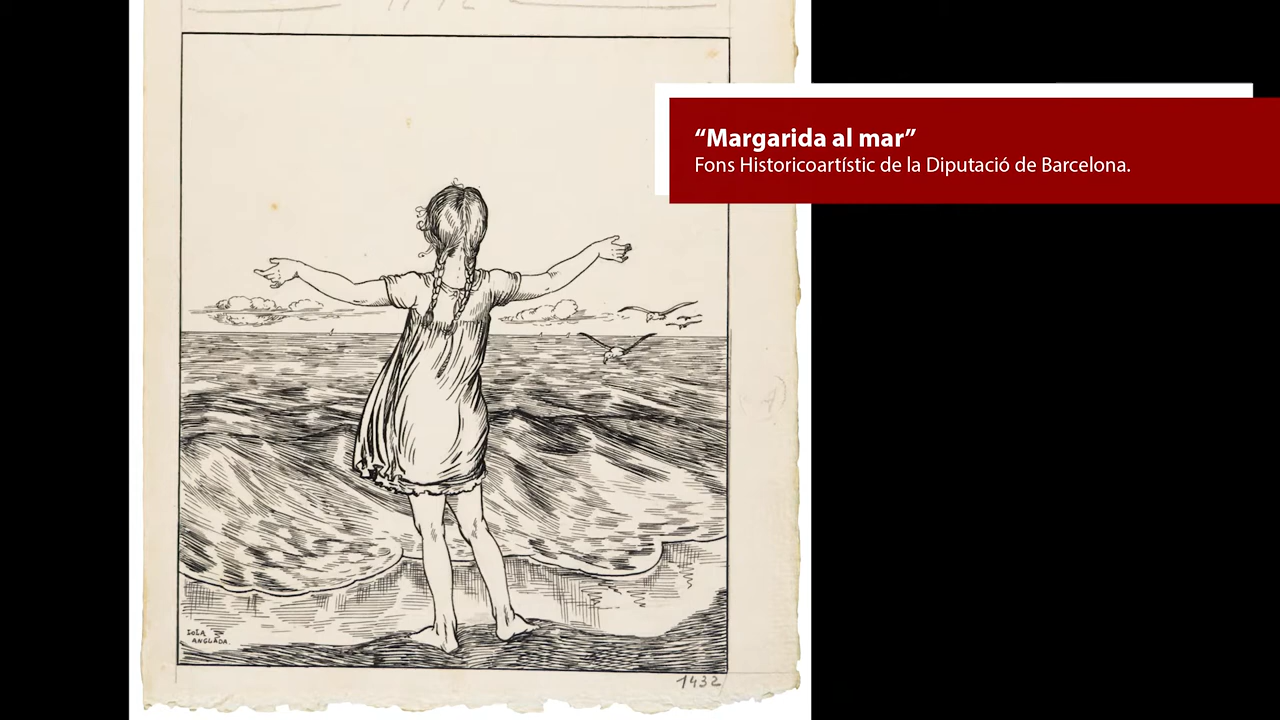 “Margarida al mar”
Fons Historicoartístic de la Diputació de Barcelona.
LOLA
ANGLADA.
1432